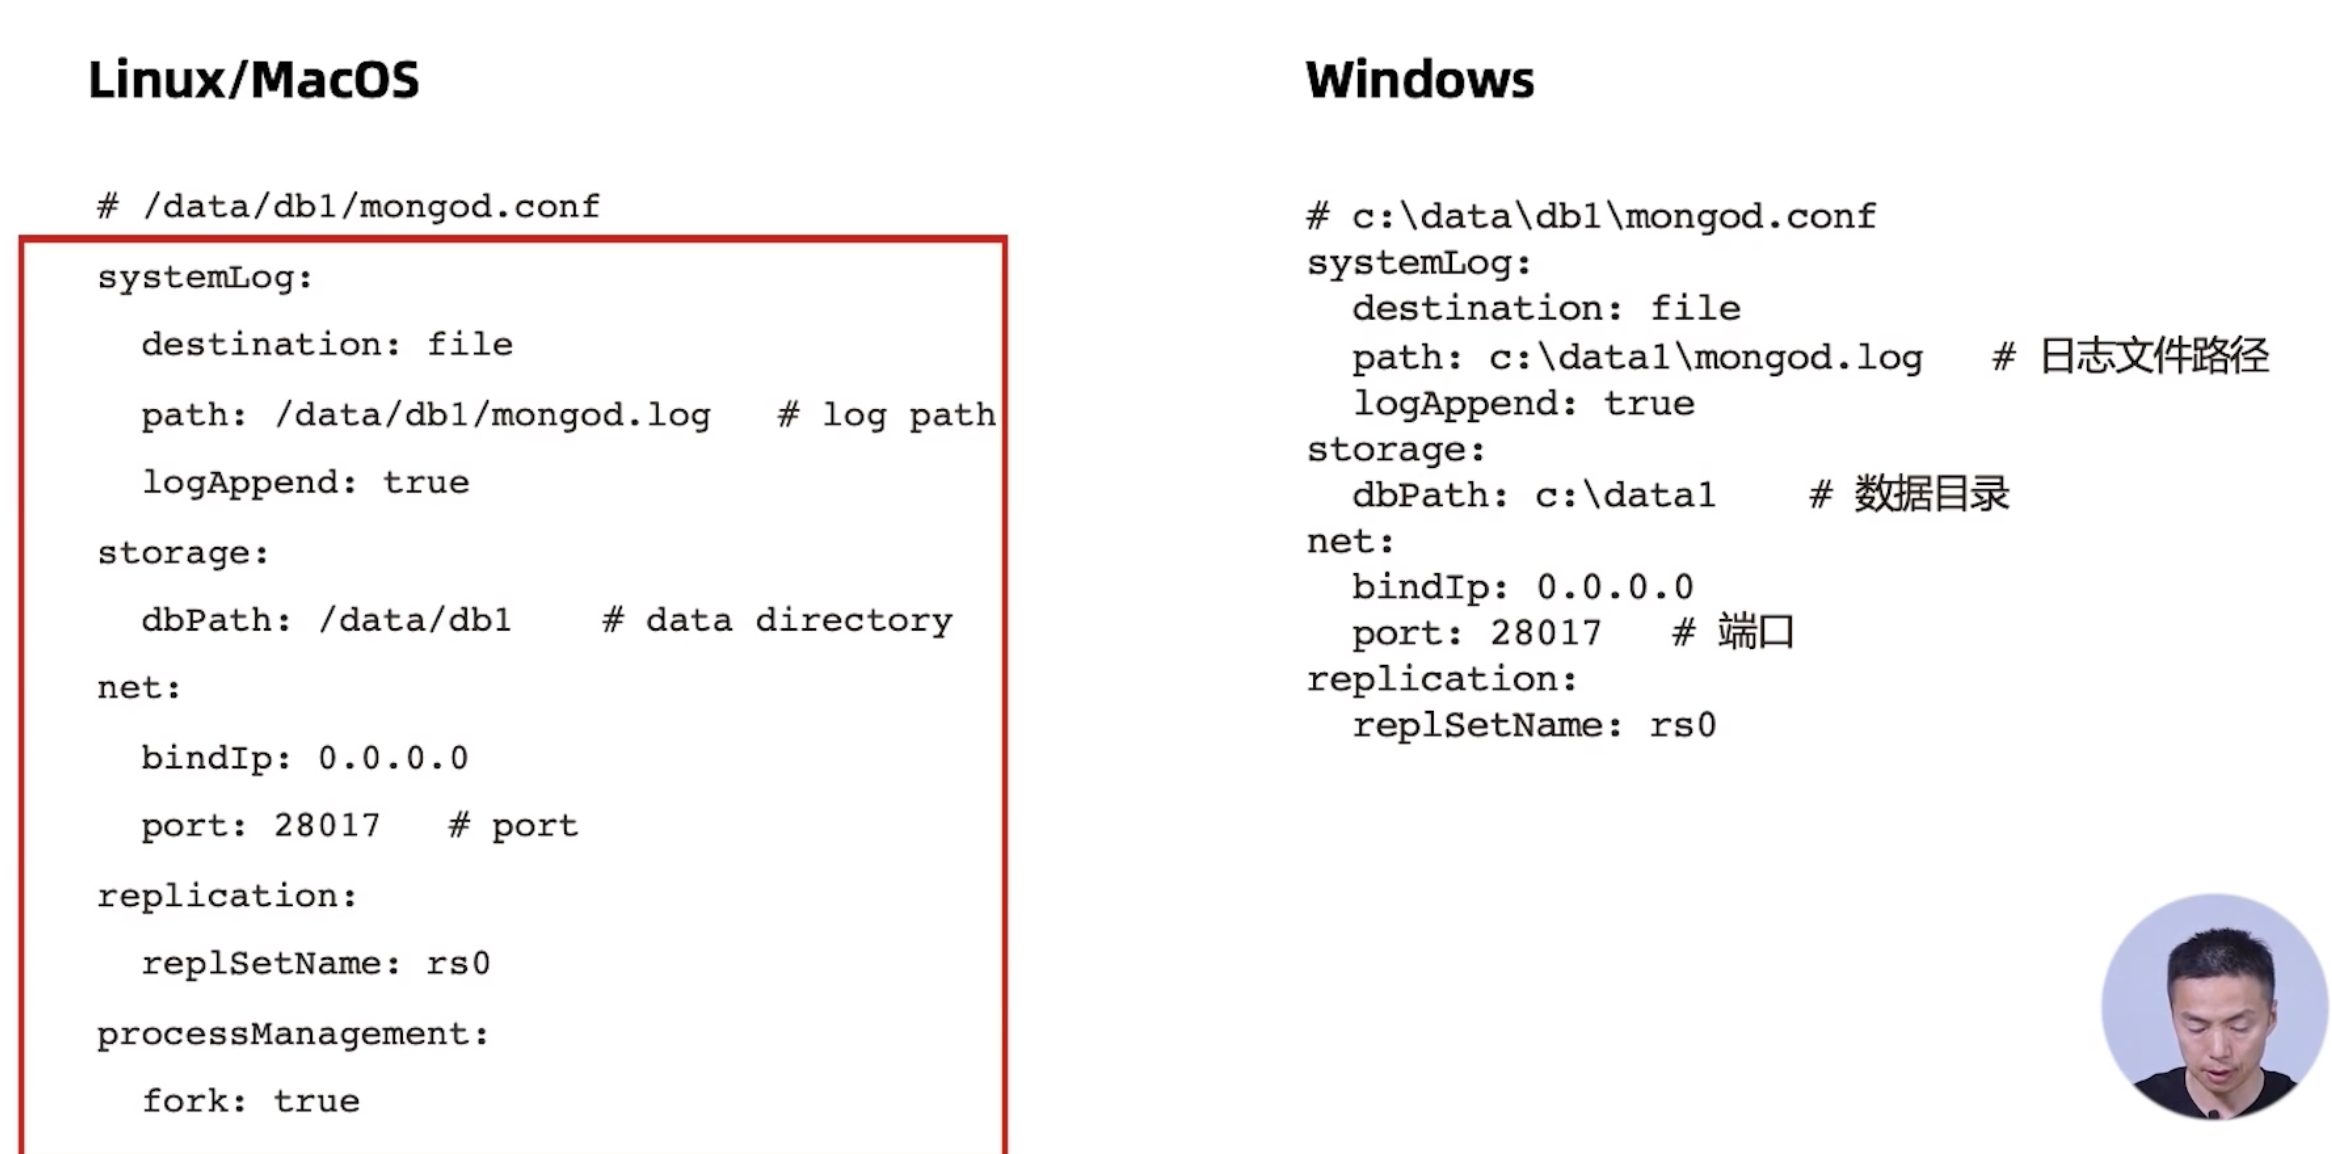 Linux/MacOS
# /data/db1/mongod.conf
systemLog:
  destination: file
  path: /data/db1/mongod.log   # log path
  logAppend: true
storage:
  dbPath: /data/db1    # data directory
net:
  bindIp: 0.0.0.0
  port: 28017   # port
replication:
  replSetName: rs0
processManagement:
  fork: true
Windows
# c:\data\db1\mongod.conf
systemLog:
  destination: file
  path: c:\data1\mongod.log   # 日志文件路径
  logAppend: true
storage:
  dbPath: c:\data1    # 数据目录
net:
  bindIp: 0.0.0.0
  port: 28017   # 端口
replication:
  replSetName: rs0